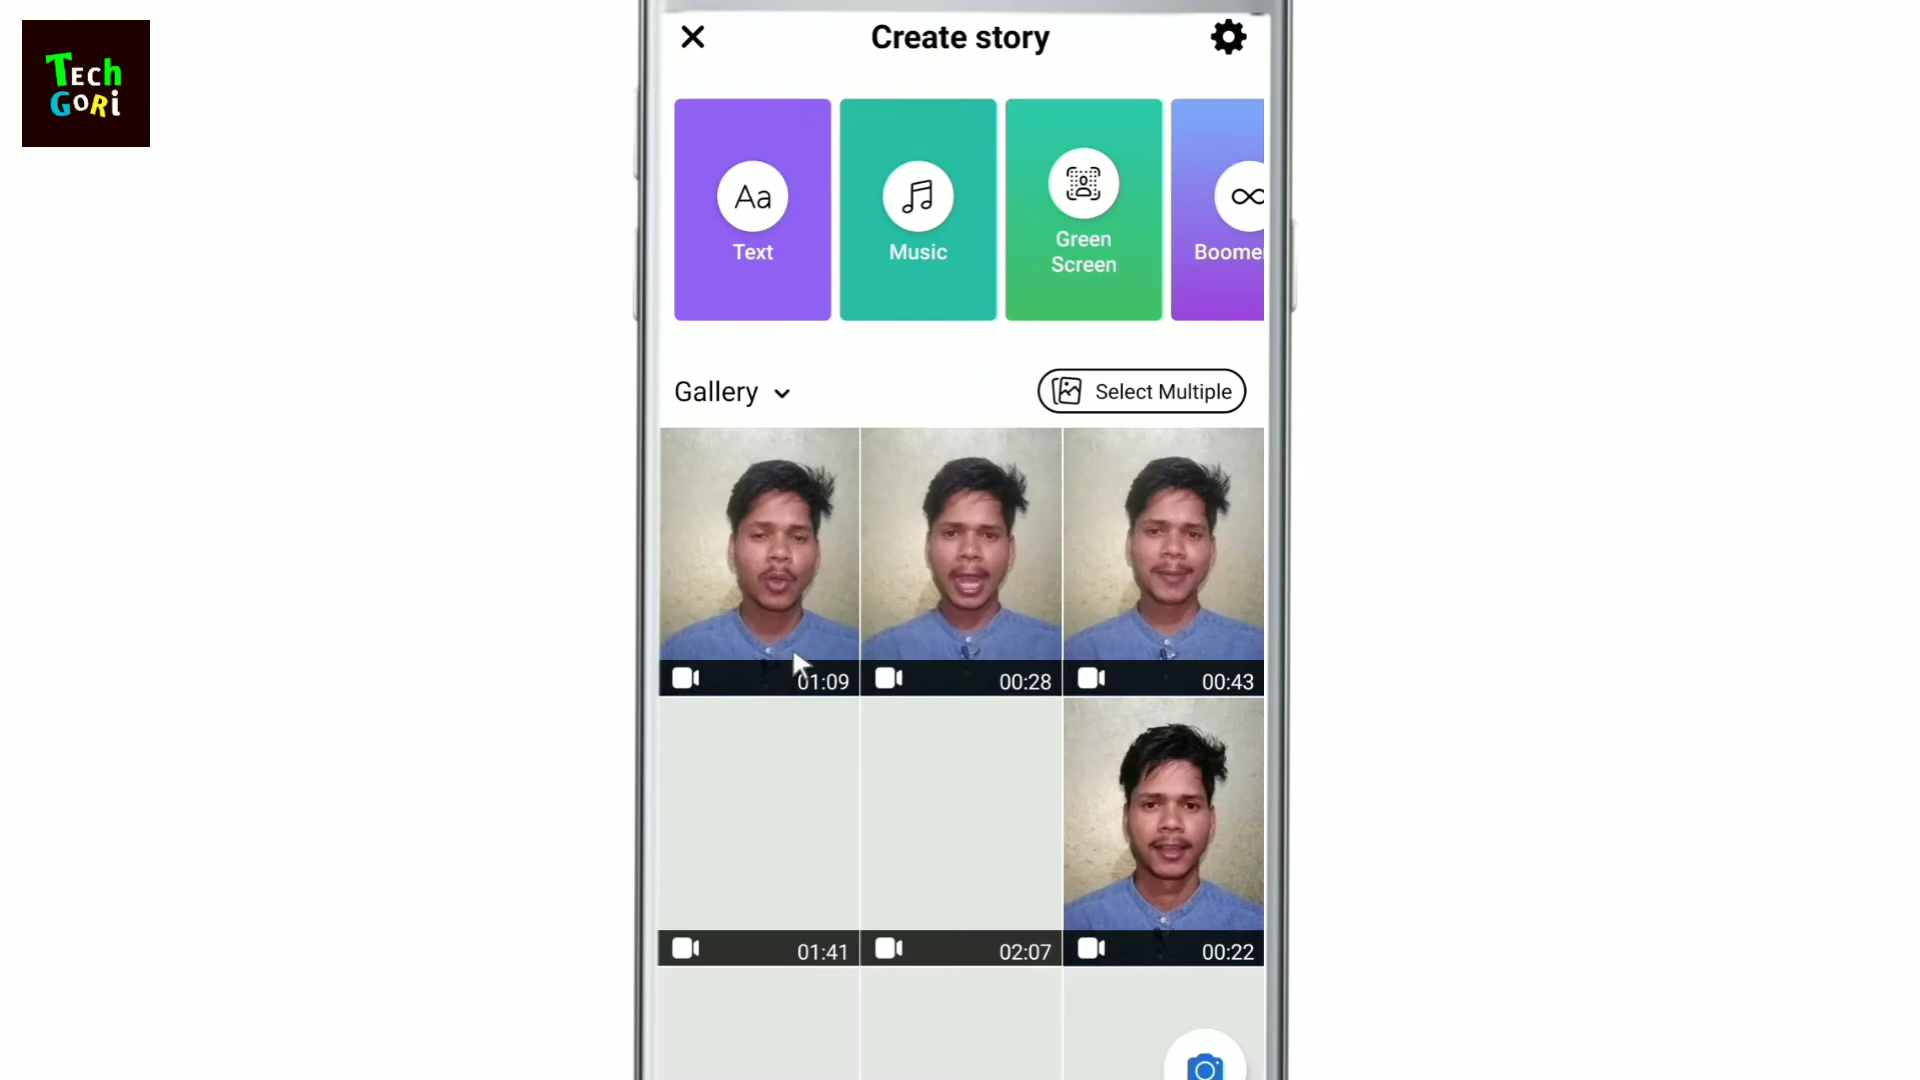 TECH
GORI
Create story
Aa
Text
Music
Green
Screen
Boome
Gallery
Select Multiple
01:09
00:28
00:43
01:41
02:07
00:22